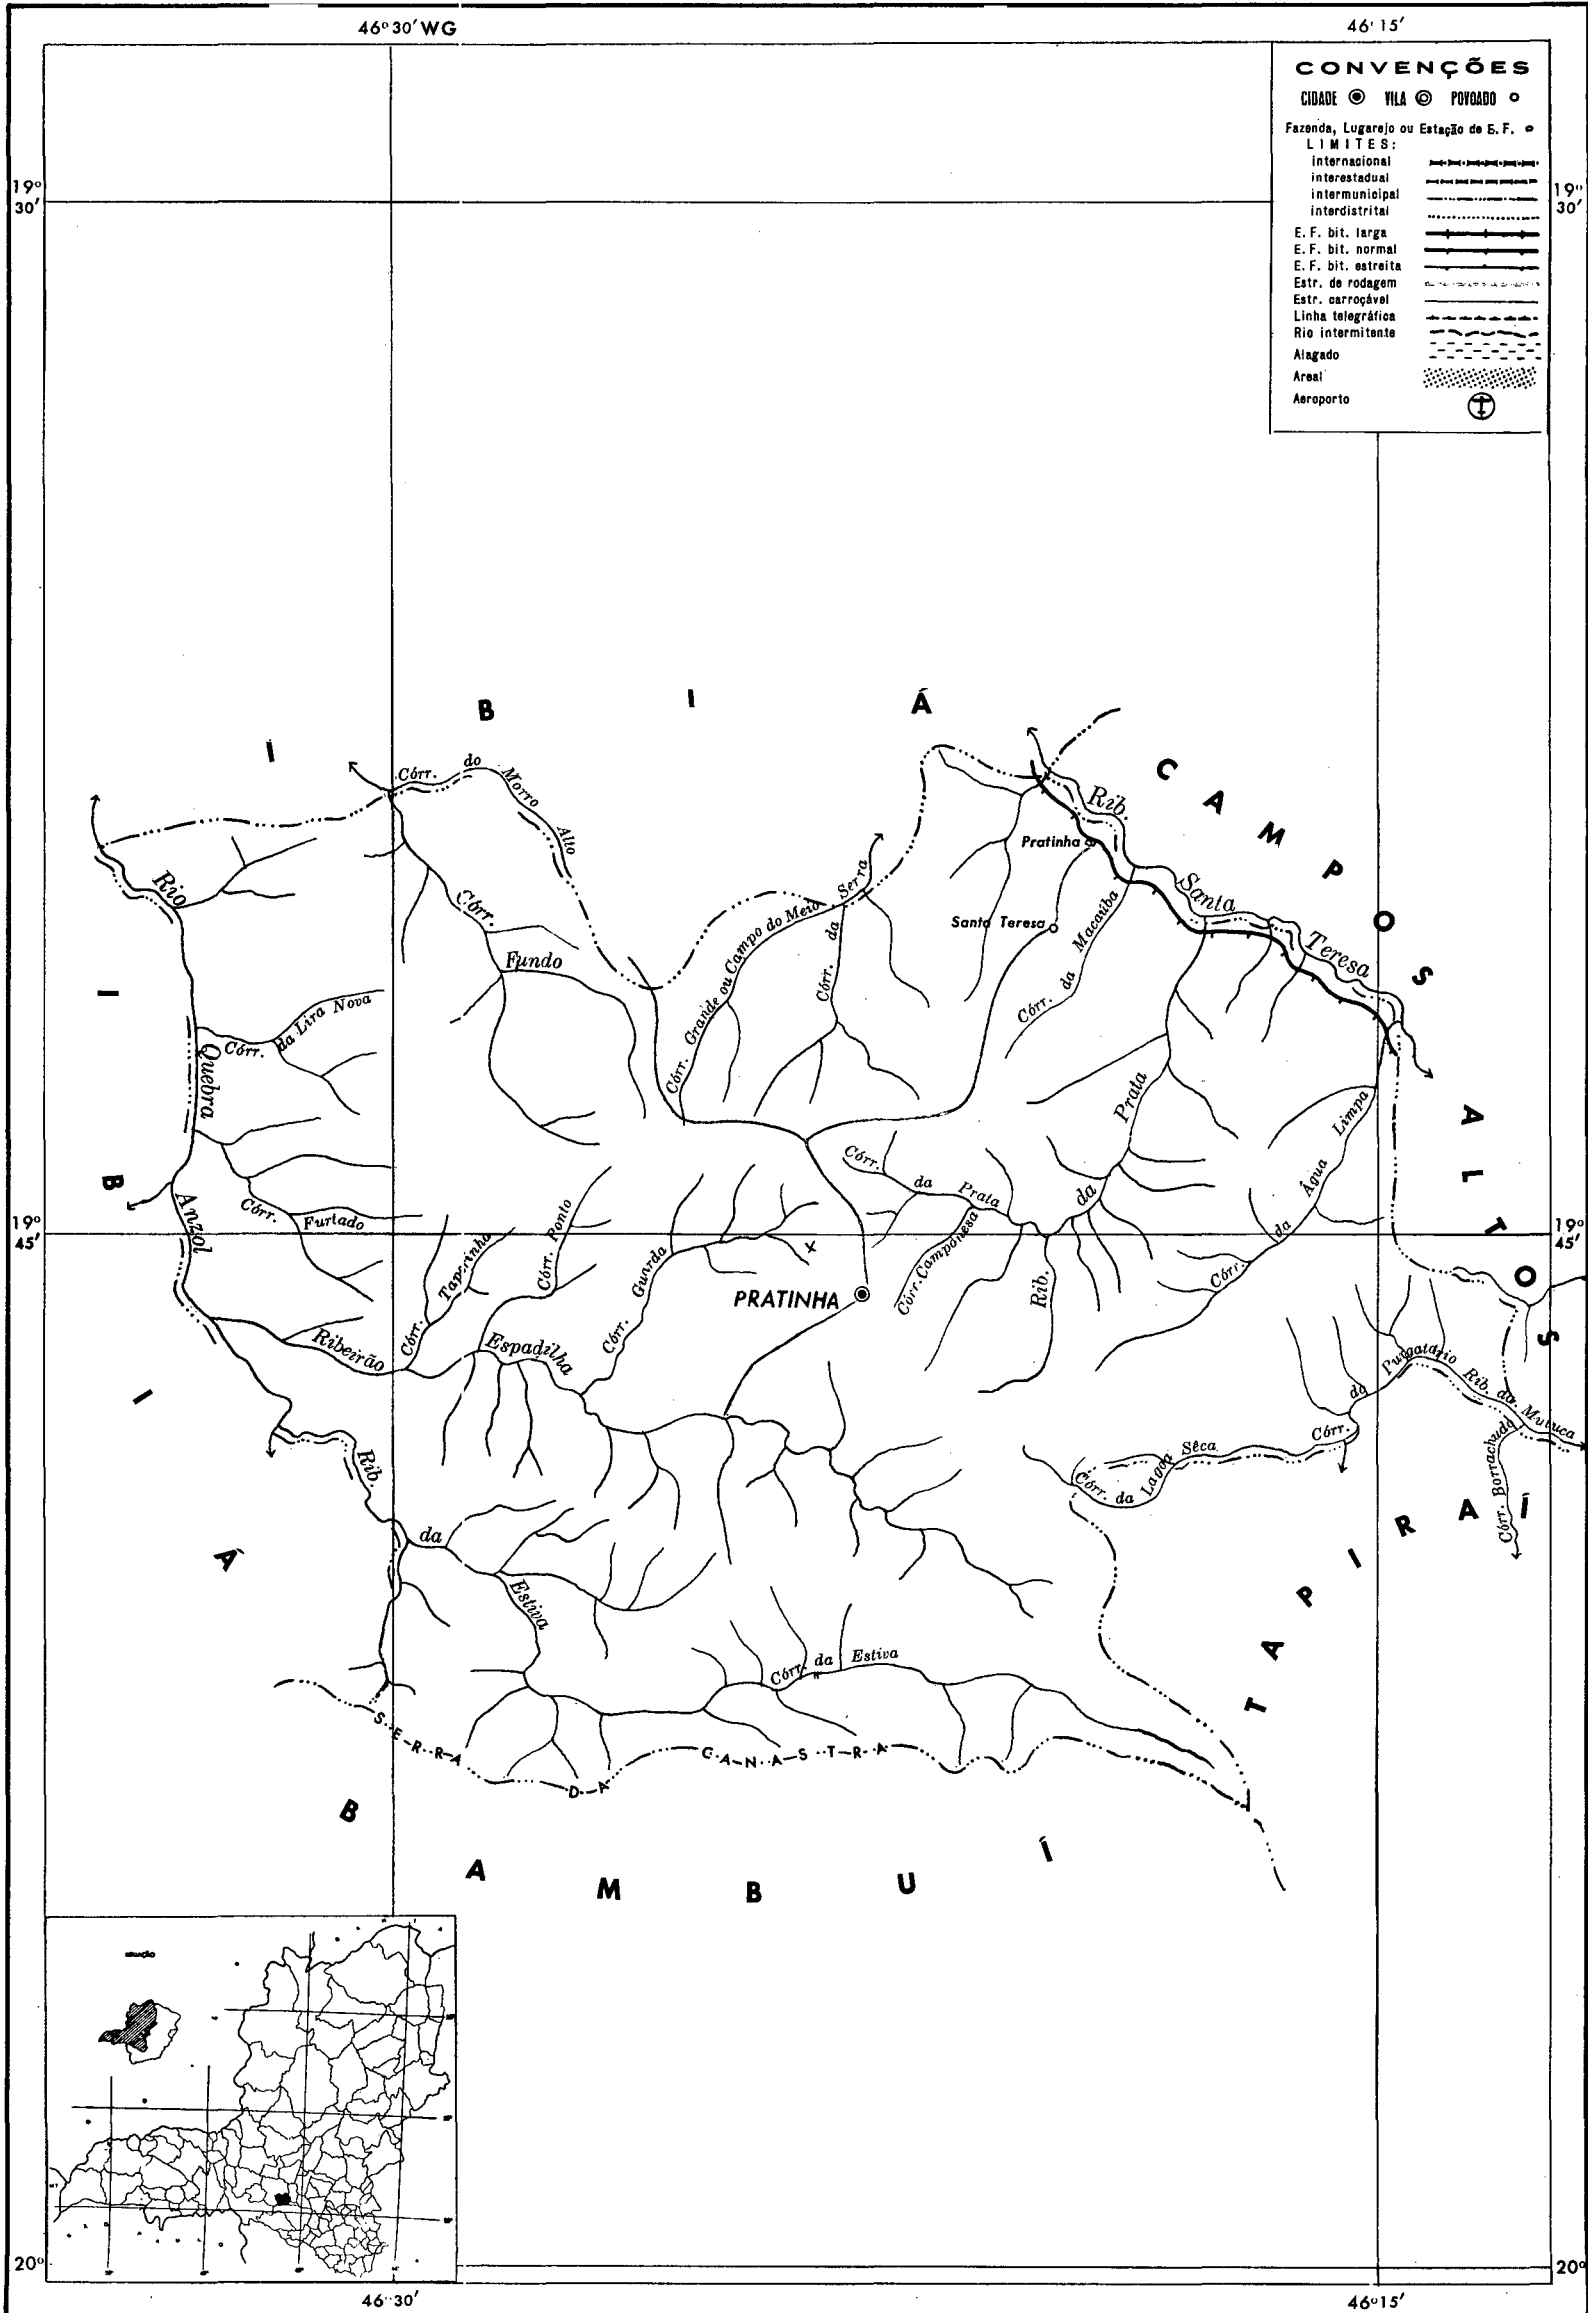 46° 30′ WG
46° 15′
CONVENÇÕES
CIDADE VILA POVOADO
Fazenda, Lugarejo ou Estação de E. F.
LIMITES:
internacional
interestadual
intermunicipal
interdistrital
E. F. bit. larga
E. F. bit. normal
E. F. bit. estreita
Estr. de rodagem
Estr. carroçável
Linha telegráfica
Rio intermitente
Alagado
Areal
Aeroporto
19° 30′
19° 30′
IBIÁ
CAMPOS ALTOS
Córr. do Morro Alto
Rib. Santa Teresa
Pratinha
Santa Teresa
Córr. da Macaúba
Rio Quebra Anzol
Córr. Fundo
Córr. Grande ou Campo do Meio
Córr. da Serra
Córr. da Lira Nova
IBIÁ
Rib. da Prata
Córr. da Água Limpa
Córr. da Prata
Córr. Camponesa
Córr. Furtado
Córr. Taperinha
Córr. Ponto
Córr. Guarda
19° 45′
19° 45′
PRATINHA
Ribeirão Espadilha
Córr. do Purgatório
Rib. da Mutuca
Córr. Borrachudo
Córr. da Lagoa Sêca
TAPIRAÍ
Rib. da Estiva
Córr. da Estiva
SERRA DA CANASTRA
BAMBUÍ
20°
20°
46° 30′
46° 15′